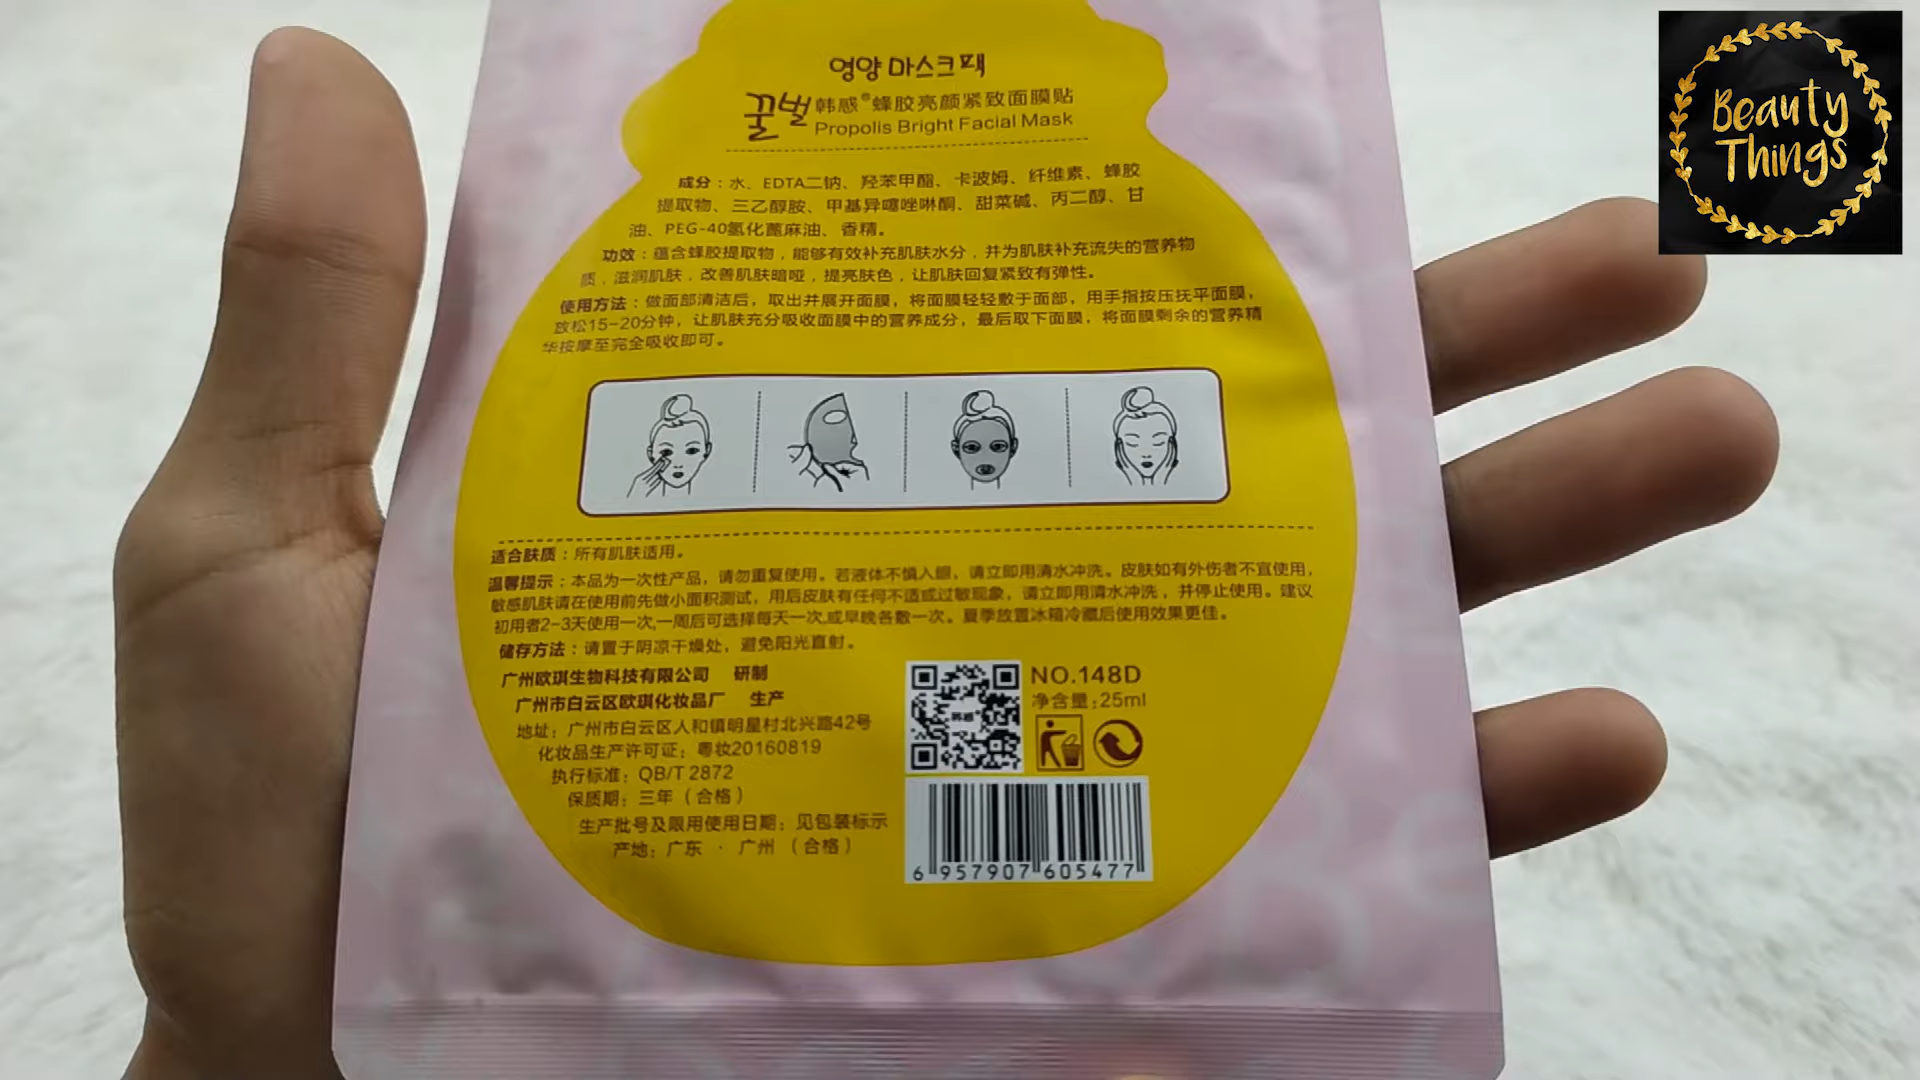 영양 마스크팩
꿀벌
韩惑®蜂胶亮颜紧致面膜贴
Propolis Bright Facial Mask
成分：水、EDTA二钠、羟苯甲酯、卡波姆、纤维素、蜂胶
提取物、三乙醇胺、甲基异噻唑啉酮、甜菜碱、丙二醇、甘
油、PEG-40氢化蓖麻油、香精。
功效：蕴含蜂胶提取物，能够有效补充肌肤水分，并为肌肤补充流失的营养物
质，滋润肌肤，改善肌肤暗哑，提亮肤色，让肌肤回复紧致有弹性。
使用方法：做面部清洁后，取出并展开面膜，将面膜轻轻敷于面部，用手指按压抚平面膜，
放松15-20分钟，让肌肤充分吸收面膜中的营养成分，最后取下面膜，将面膜剩余的营养精
华按摩至完全吸收即可。
适合肤质：所有肌肤适用。
温馨提示：本品为一次性产品，请勿重复使用。若液体不慎入眼，请立即用清水冲洗。皮肤如有外伤者不宜使用，
敏感肌肤请在使用前先做小面积测试，用后皮肤有任何不适或过敏现象，请立即用清水冲洗，并停止使用。建议
初用者2-3天使用一次,一周后可选择每天一次,或早晚各敷一次。夏季放置冰箱冷藏后使用效果更佳。
储存方法：请置于阴凉干燥处，避免阳光直射。
广州欧琪生物科技有限公司 研制
广州市白云区欧琪化妆品厂 生产
地址：广州市白云区人和镇明星村北兴路42号
化妆品生产许可证：粤妆20160819
执行标准：QB/T 2872
保质期：三年（合格）
生产批号及限用使用日期：见包装标示
产地：广东 · 广州 （合格）
韩惑
NO.148D
净含量:25ml
6 957907 605477
Beauty
Things